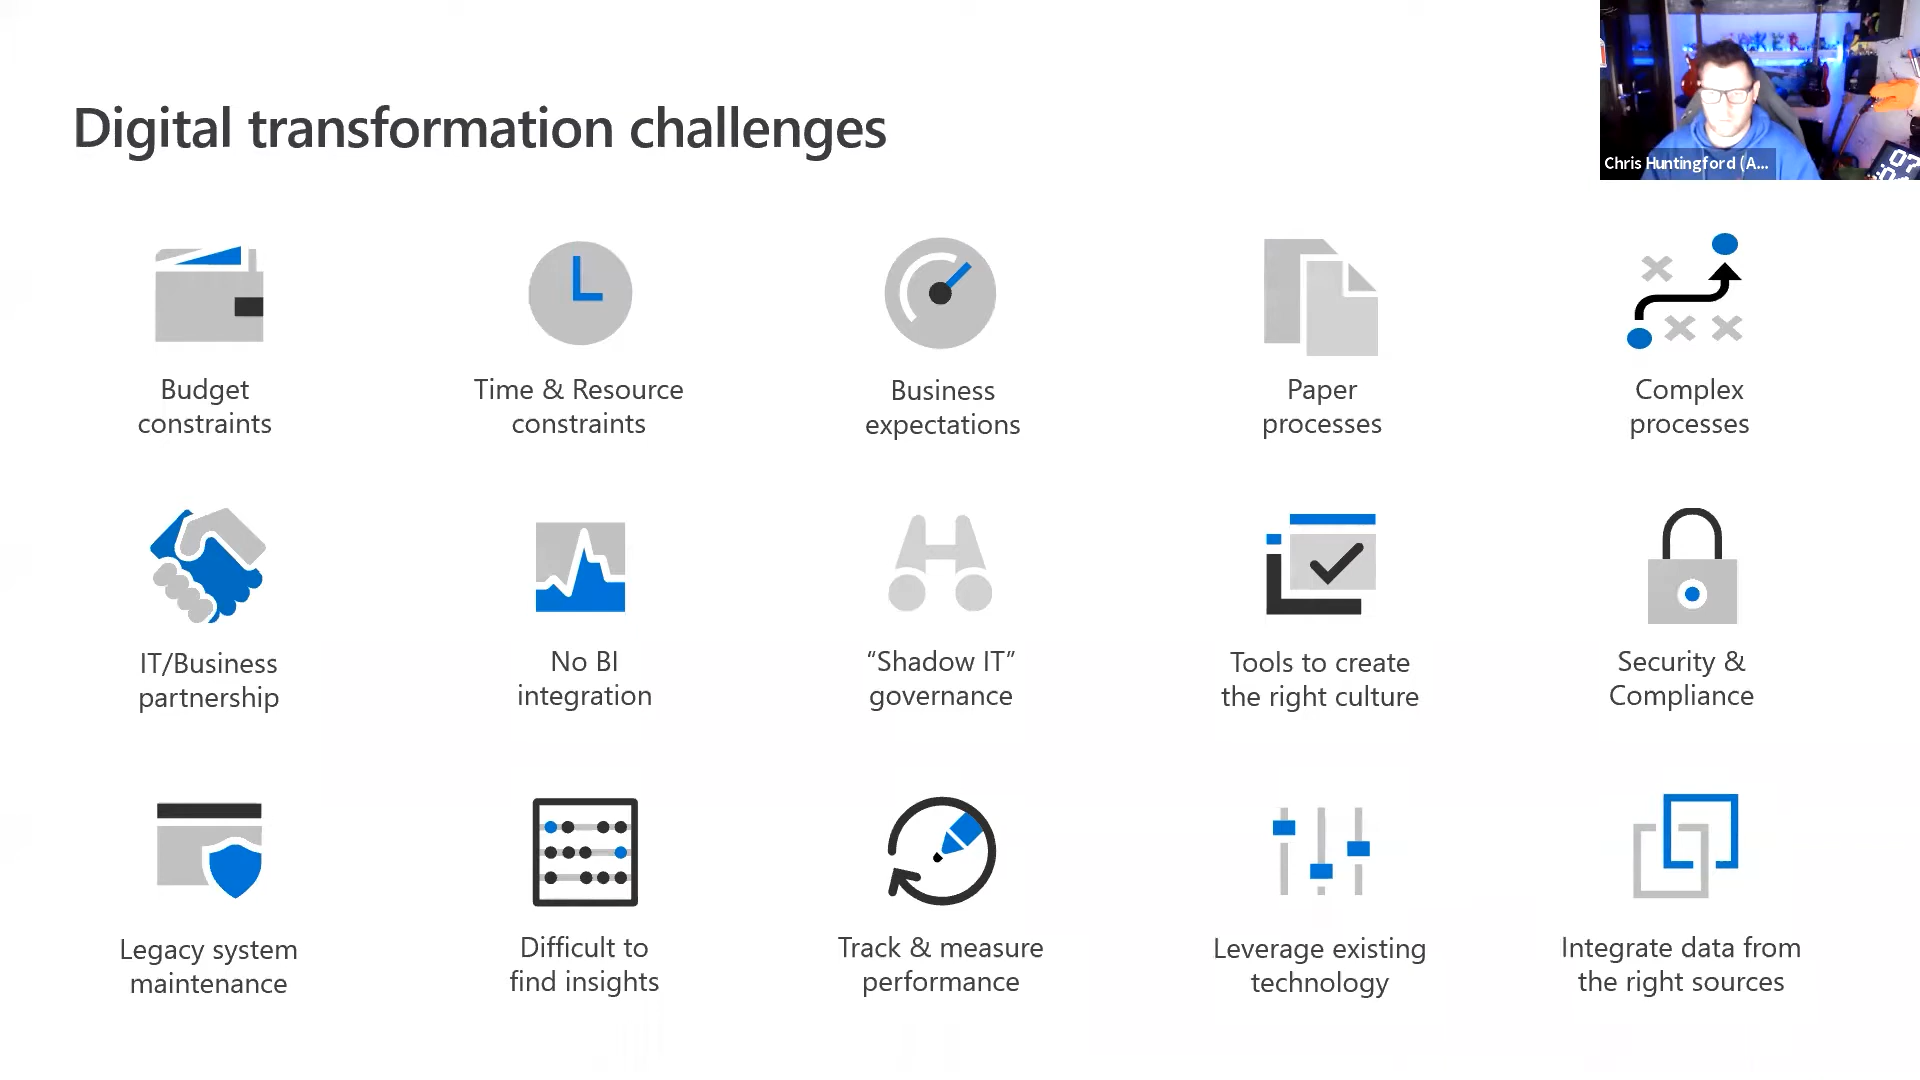 Digital transformation challenges
Chris Huntingford (A...
Budget
constraints
Time & Resource
constraints
Business
expectations
Paper
processes
Complex
processes
IT/Business
partnership
No BI
integration
“Shadow IT”
governance
Tools to create
the right culture
Security &
Compliance
Legacy system
maintenance
Difficult to
find insights
Track & measure
performance
Leverage existing
technology
Integrate data from
the right sources